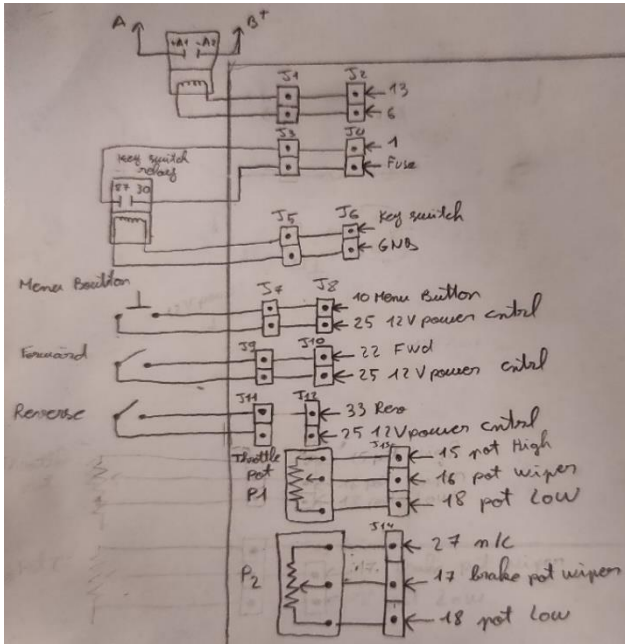 A B+
+A1 -A2
J1 J2
13
6
J3 J4
1
Fuse
Key switch
relay
87 30
J5 J6
Key switch
GND
Menu Boutton
J7 J8
10 Menu Button
25 12V power cntrl
Forward
J9 J10
22 Fwd
25 12V power cntrl
Reverse
J11 J12
33 Rev
25 12V power cntrl
Throttle
Pot
P1
J13
15 pot High
16 pot wiper
18 pot LOW
J14
27 n/c
P2
17 Brake pot wiper
18 pot Low